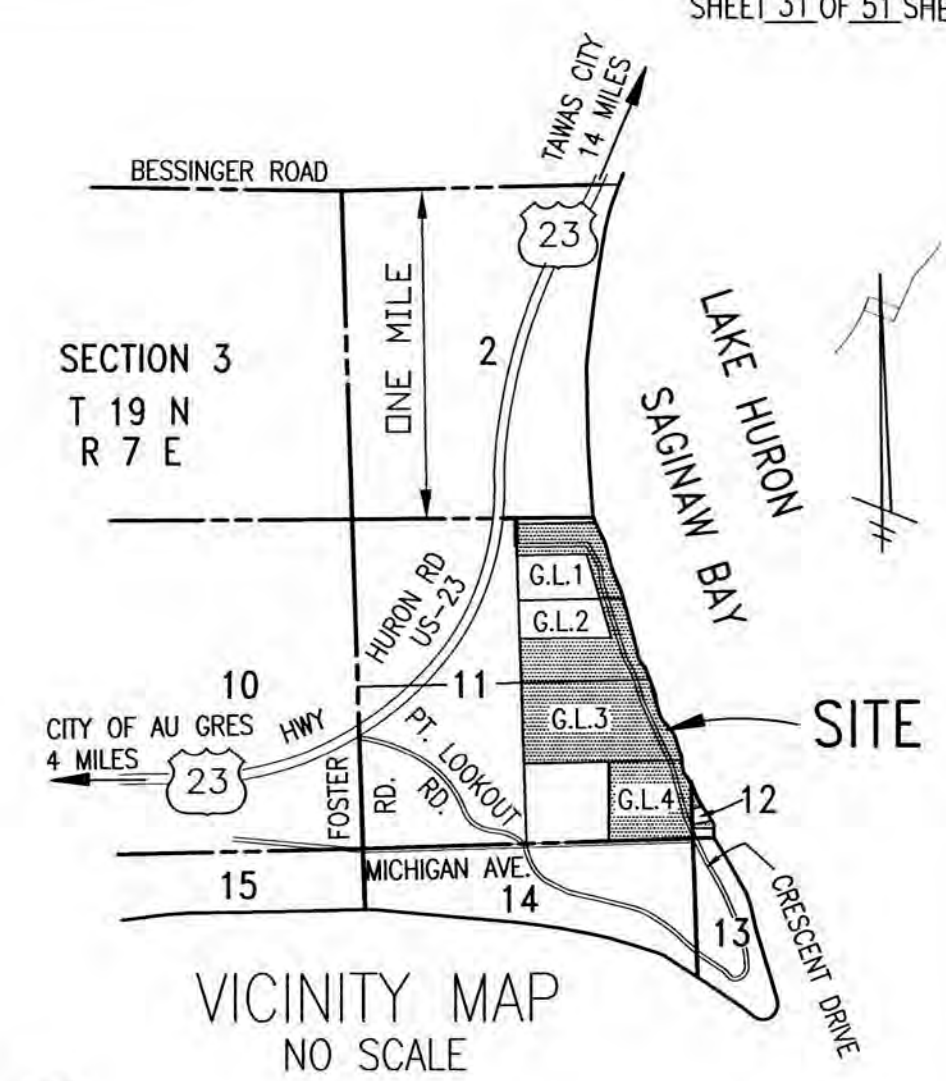 SHEET 31 OF 51 SHE
TAWAS CITY
14 MILES
BESSINGER ROAD
23
ONE MILE
2
SECTION 3
T 19 N
R 7 E
LAKE HURON
SAGINAW BAY
HURON RD
US-23
G.L.1
G.L.2
10
11
G.L.3
SITE
CITY OF AU GRES
4 MILES
HWY
23
PT. LOOKOUT
RD.
FOSTER
RD.
G.L.4
12
MICHIGAN AVE.
15
14
13
CRESCENT DRIVE
VICINITY MAP
NO SCALE